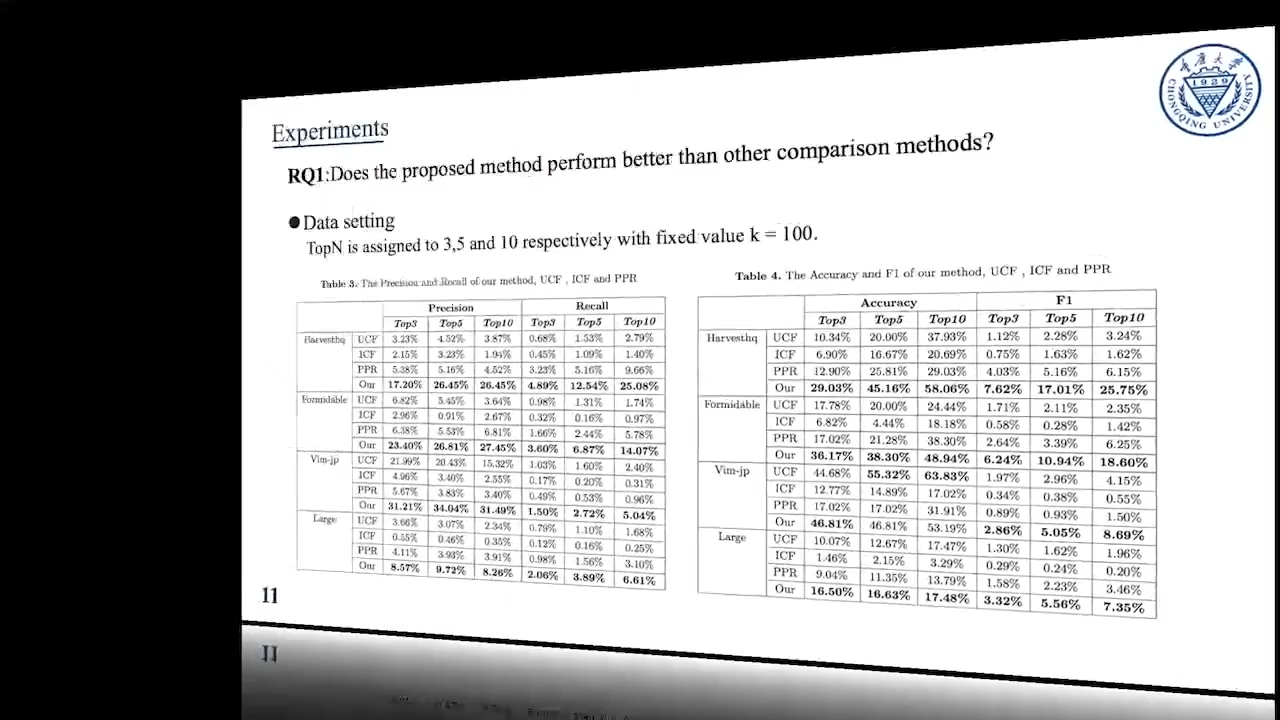 重庆大学
1929
CHONGQING UNIVERSITY
Experiments
RQ1:Does the proposed method perform better than other comparison methods?
●Data setting
TopN is assigned to 3,5 and 10 respectively with fixed value k = 100.
Table 3. The Precision and Recall of our method, UCF , ICF and PPR
Precision Recall
Top3 Top5 Top10 Top3 Top5 Top10
Harvesthq UCF 3.23% 4.52% 3.87% 0.68% 1.53% 2.79%
ICF 2.15% 3.23% 1.94% 0.45% 1.09% 1.40%
PPR 5.38% 5.16% 4.52% 3.23% 5.16% 9.66%
Our 17.20% 26.45% 26.45% 4.89% 12.54% 25.08%
Formidable UCF 6.82% 5.45% 3.64% 0.98% 1.31% 1.74%
ICF 2.96% 0.91% 2.67% 0.32% 0.16% 0.97%
PPR 6.38% 5.53% 6.81% 1.66% 2.44% 5.78%
Our 23.40% 26.81% 27.45% 3.60% 6.87% 14.07%
Vim-jp UCF 21.99% 20.43% 15.32% 1.03% 1.60% 2.40%
ICF 4.96% 3.40% 2.55% 0.17% 0.20% 0.31%
PPR 5.67% 3.83% 3.40% 0.49% 0.53% 0.96%
Our 31.21% 34.04% 31.49% 1.50% 2.72% 5.04%
Large UCF 3.66% 3.07% 2.34% 0.79% 1.10% 1.68%
ICF 0.55% 0.46% 0.35% 0.12% 0.16% 0.25%
PPR 4.11% 3.93% 3.91% 0.98% 1.56% 3.10%
Our 8.57% 9.72% 8.26% 2.06% 3.89% 6.61%
Table 4. The Accuracy and F1 of our method, UCF , ICF and PPR
Accuracy F1
Top3 Top5 Top10 Top3 Top5 Top10
Harvesthq UCF 10.34% 20.00% 37.93% 1.12% 2.28% 3.24%
ICF 6.90% 16.67% 20.69% 0.75% 1.63% 1.62%
PPR 12.90% 25.81% 29.03% 4.03% 5.16% 6.15%
Our 29.03% 45.16% 58.06% 7.62% 17.01% 25.75%
Formidable UCF 17.78% 20.00% 24.44% 1.71% 2.11% 2.35%
ICF 6.82% 4.44% 18.18% 0.58% 0.28% 1.42%
PPR 17.02% 21.28% 38.30% 2.64% 3.39% 6.25%
Our 36.17% 38.30% 48.94% 6.24% 10.94% 18.60%
Vim-jp UCF 44.68% 55.32% 63.83% 1.97% 2.96% 4.15%
ICF 12.77% 14.89% 17.02% 0.34% 0.38% 0.55%
PPR 17.02% 17.02% 31.91% 0.89% 0.93% 1.50%
Our 46.81% 46.81% 53.19% 2.86% 5.05% 8.69%
Large UCF 10.07% 12.67% 17.47% 1.30% 1.62% 1.96%
ICF 1.46% 2.15% 3.29% 0.29% 0.24% 0.20%
PPR 9.04% 11.35% 13.79% 1.58% 2.23% 3.46%
Our 16.50% 16.63% 17.48% 3.32% 5.56% 7.35%
11